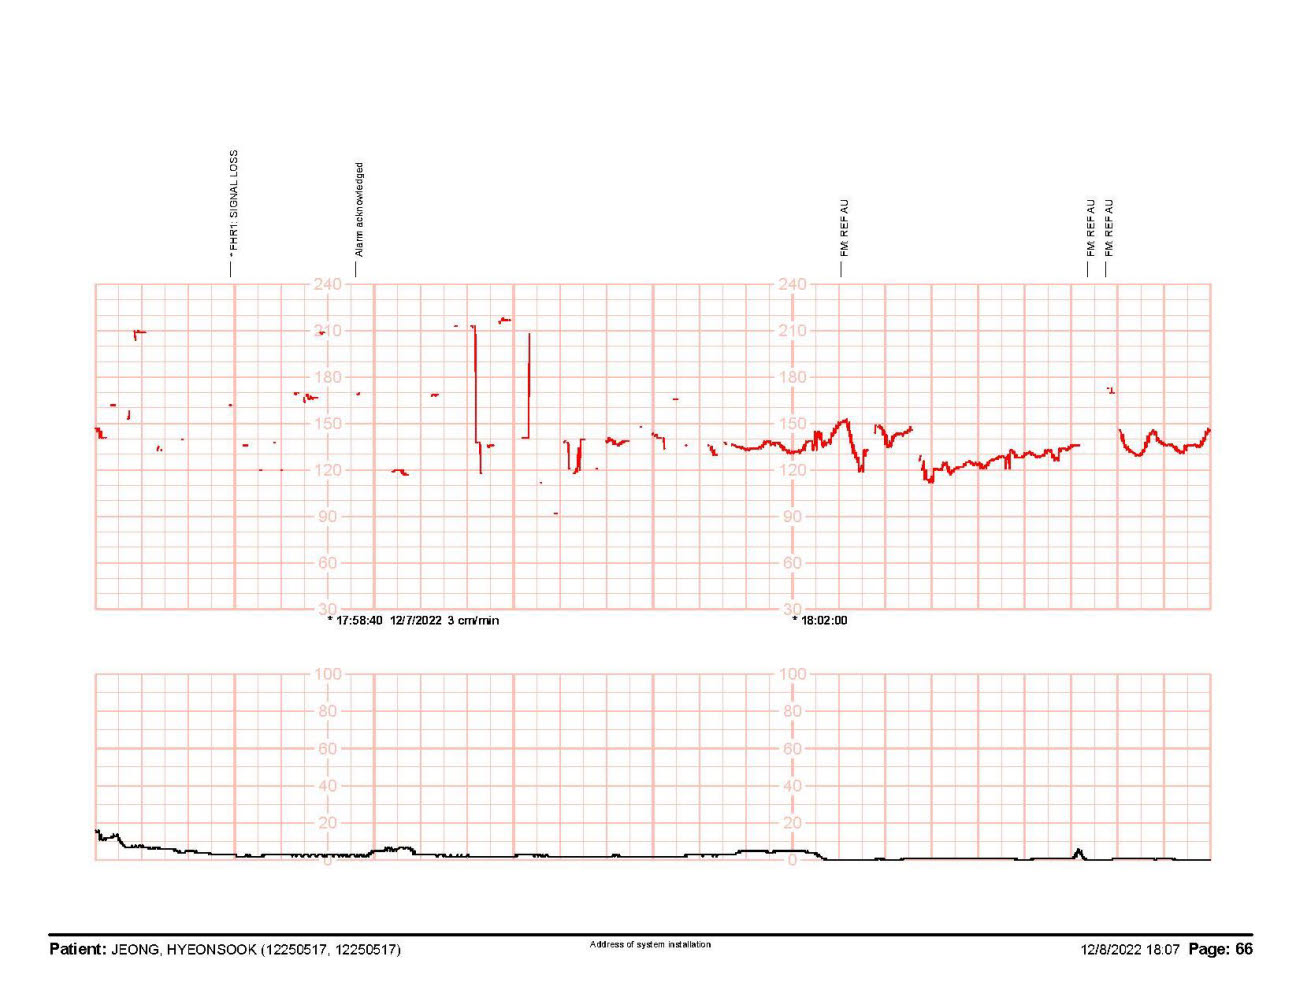 * FHR1: SIGNAL LOSS
Alarm acknowledged
FM: REF AU
FM: REF AU
FM: REF AU
240 240
210 210
180 180
150 150
120 120
90 90
60 60
30 30
* 17:58:40 12/7/2022 3 cm/min * 18:02:00
100 100
80 80
60 60
40 40
20 20
0 0
Patient: JEONG, HYEONSOOK (12250517, 12250517) Address of system installation 12/8/2022 18:07 Page: 66